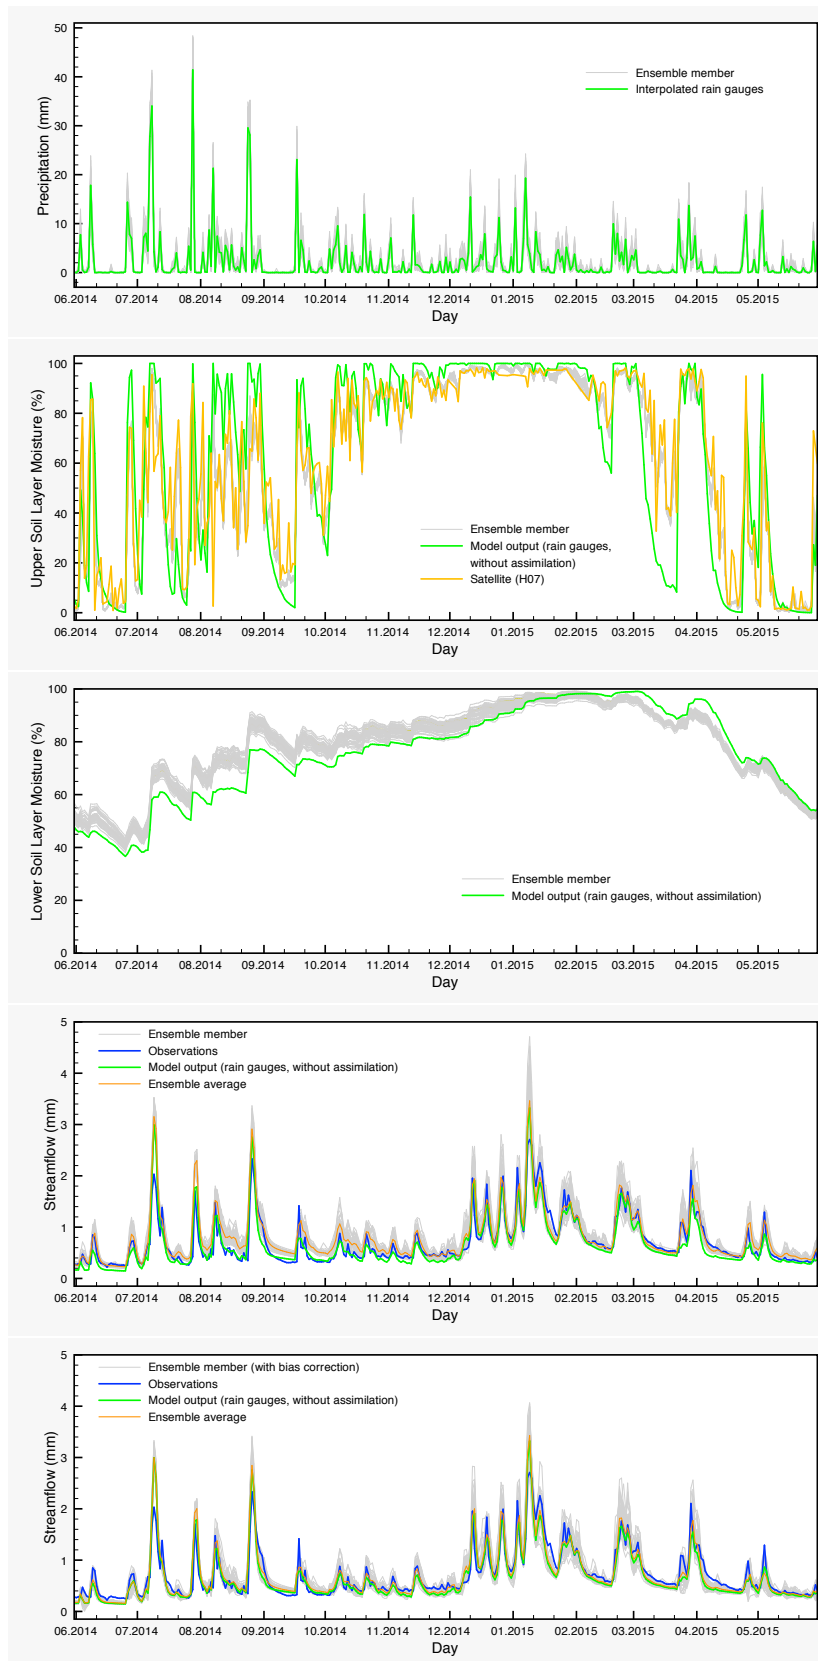 50
40
30
20
10
0
Precipitation (mm)
Ensemble member
Interpolated rain gauges
06.2014 07.2014 08.2014 09.2014 10.2014 11.2014 12.2014 01.2015 02.2015 03.2015 04.2015 05.2015
Day
100
80
60
40
20
0
Upper Soil Layer Moisture (%)
Ensemble member
Model output (rain gauges,
without assimilation)
Satellite (H07)
06.2014 07.2014 08.2014 09.2014 10.2014 11.2014 12.2014 01.2015 02.2015 03.2015 04.2015 05.2015
Day
100
80
60
40
20
0
Lower Soil Layer Moisture (%)
Ensemble member
Model output (rain gauges, without assimilation)
06.2014 07.2014 08.2014 09.2014 10.2014 11.2014 12.2014 01.2015 02.2015 03.2015 04.2015 05.2015
Day
5
4
3
2
1
0
Streamflow (mm)
Ensemble member
Observations
Model output (rain gauges, without assimilation)
Ensemble average
06.2014 07.2014 08.2014 09.2014 10.2014 11.2014 12.2014 01.2015 02.2015 03.2015 04.2015 05.2015
Day
5
4
3
2
1
0
Streamflow (mm)
Ensemble member (with bias correction)
Observations
Model output (rain gauges, without assimilation)
Ensemble average
06.2014 07.2014 08.2014 09.2014 10.2014 11.2014 12.2014 01.2015 02.2015 03.2015 04.2015 05.2015
Day